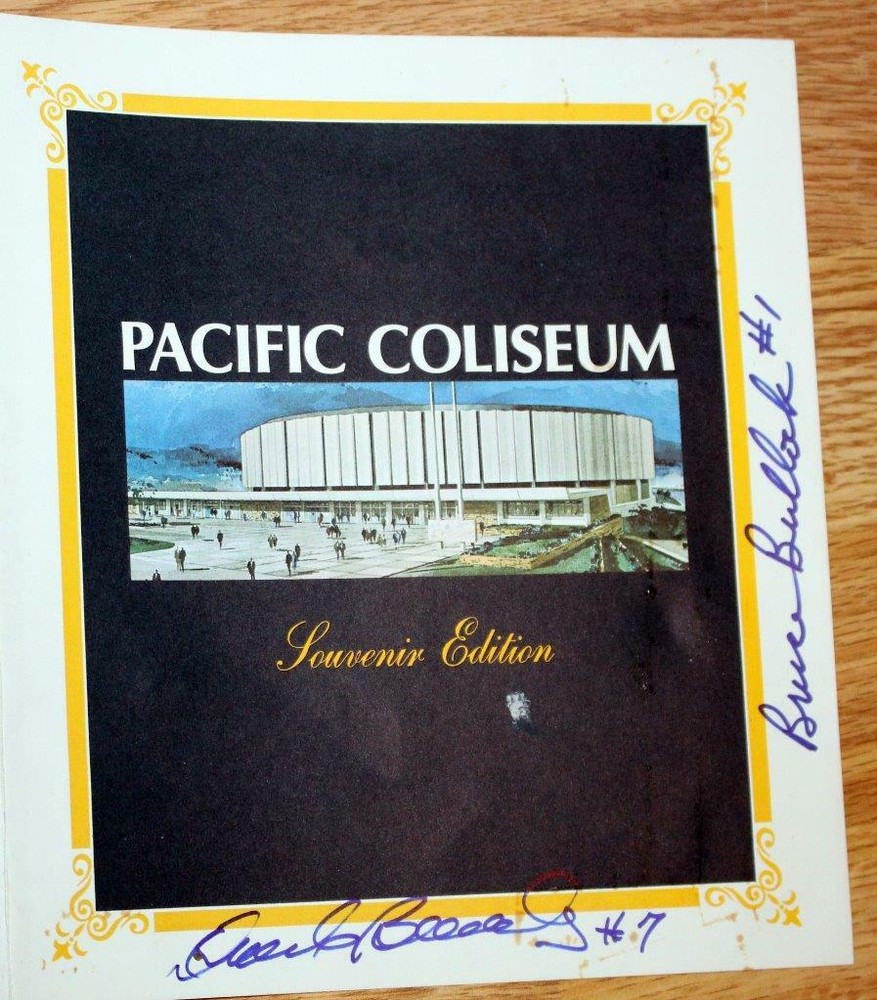 PACIFIC COLISEUM
Souvenir Edition
Bruce Bullock #1
#7